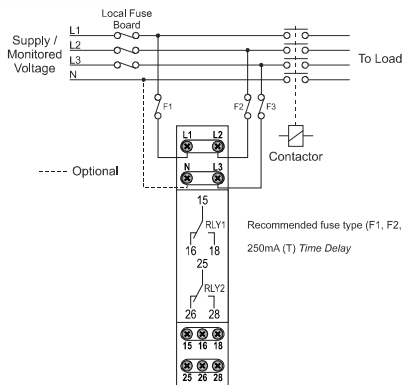 Local Fuse
Board
Supply /
Monitored
Voltage
L1
L2
L3
N
To Load
F1
F2
F3
Contactor
L1 L2
N L3
---- Optional
15
RLY1
16 18
25
RLY2
26 28
Recommended fuse type (F1, F2,
250mA (T) Time Delay
15 16 18
25 26 28